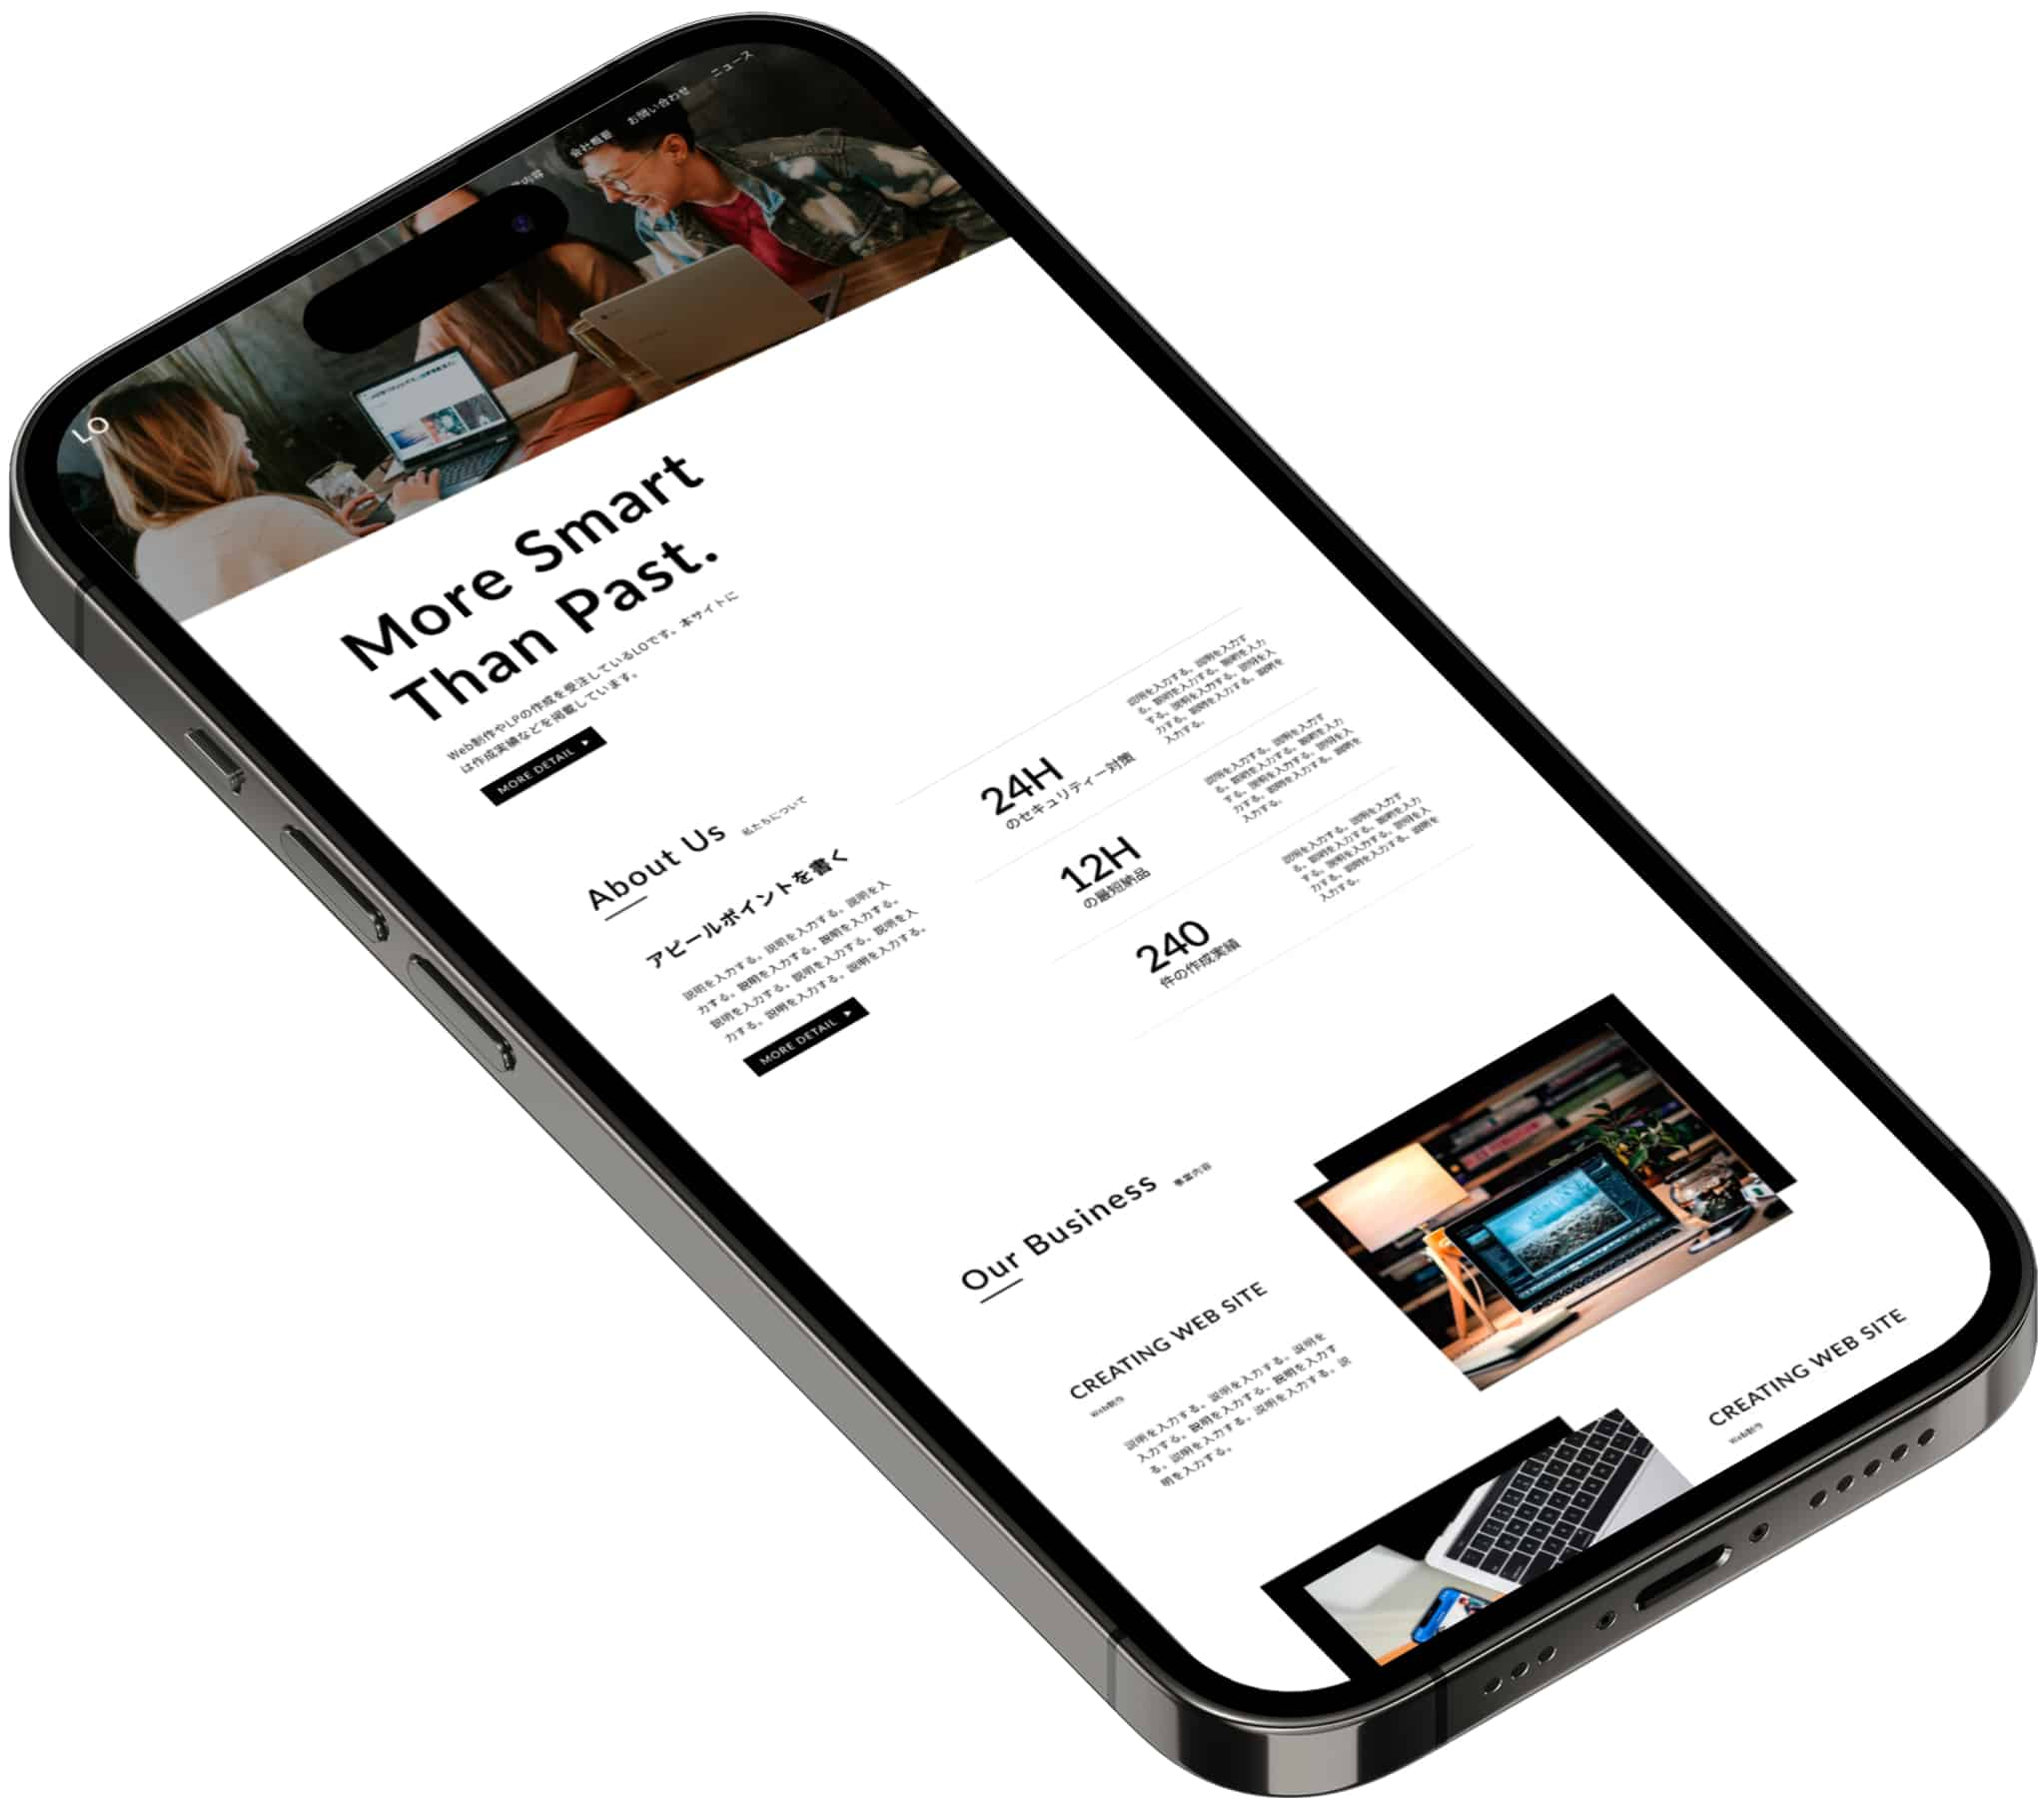 LO
会社概要
お問い合わせ
ニュース
More Smart
Than Past.
Web制作やLPの作成を受注しているLOです。本サイトに
は作成実績などを掲載しています。
MORE DETAIL ▶
About Us
私たちについて
アピールポイントを書く
説明を入力する。説明を入力する。説明を入
力する。説明を入力する。説明を入力する。
説明を入力する。説明を入力する。説明を入
力する。説明を入力する。説明を入力する。
MORE DETAIL ▶
24H
のセキュリティー対策
説明を入力する。説明を入力す
る。説明を入力する。説明を入力
する。説明を入力する。説明を入
力する。説明を入力する。説明を
入力する。
12H
の最短納品
説明を入力する。説明を入力す
る。説明を入力する。説明を入力
する。説明を入力する。説明を入
力する。説明を入力する。説明を
入力する。
240
件の作成実績
説明を入力する。説明を入力す
る。説明を入力する。説明を入力
する。説明を入力する。説明を入
力する。説明を入力する。説明を
入力する。
Our Business
事業内容
CREATING WEB SITE
Web制作
説明を入力する。説明を入力する。説明を
入力する。説明を入力する。説明を入力す
る。説明を入力する。説明を入力する。説
明を入力する。
CREATING WEB SITE
Web制作